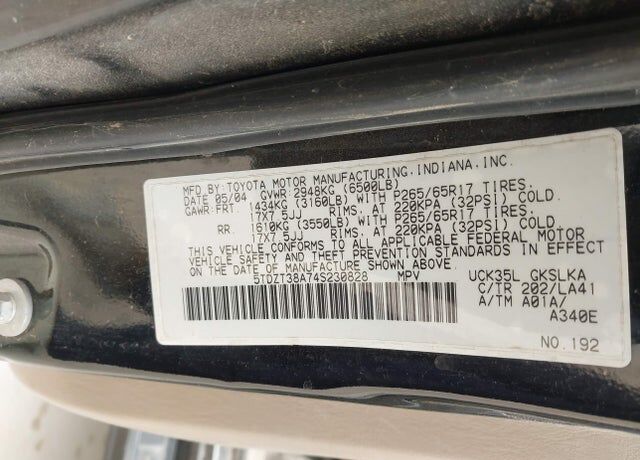 MFD.BY:TOYOTA MOTOR MANUFACTURING,INDIANA,INC.
DATE 05/04 GVWR 2948KG (6500LB)
GAWR:FRT. 1434KG (3160LB) WITH P265/65R17 TIRES.
17X7.5JJ RIMS. AT 220KPA (32PSI) COLD.
RR. 1610KG (3550LB) WITH P265/65R17 TIRES.
17X7.5JJ RIMS. AT 220KPA (32PSI) COLD.
THIS VEHICLE CONFORMS TO ALL APPLICABLE FEDERAL MOTOR
VEHICLE SAFETY AND THEFT PREVENTION STANDARDS IN EFFECT
ON THE DATE OF MANUFACTURE SHOWN ABOVE.
5TDZT38A74S230820 MPV
UCK35L GKSLKA
C/TR 202/LA41
A/TM A01A/
A340E
NO.192